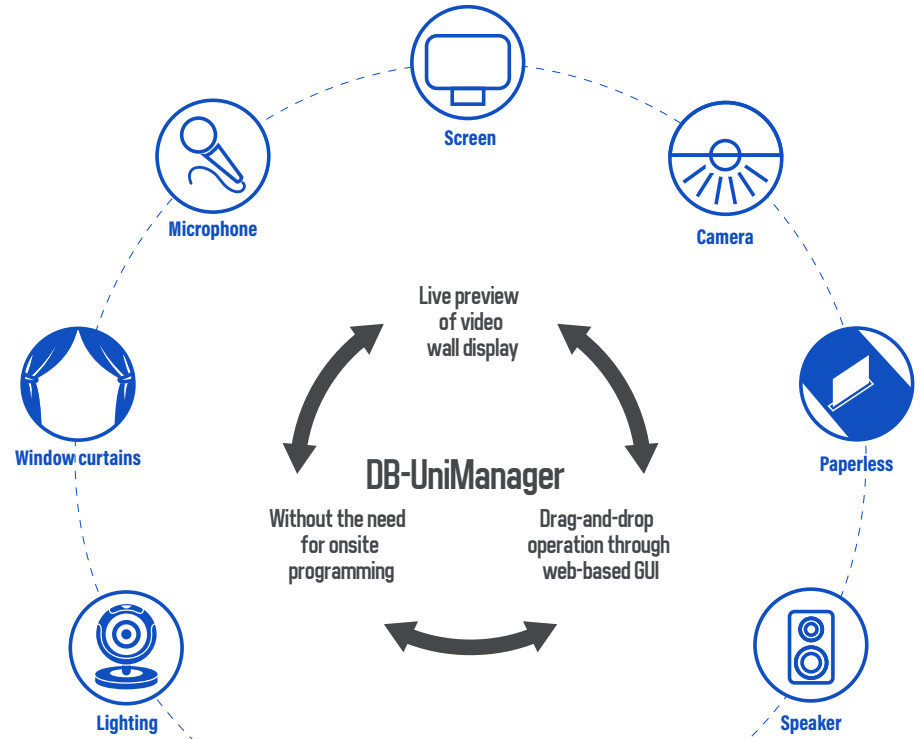 Screen
Microphone
Camera
Live preview
of video
wall display
Window curtains
Paperless
DB-UniManager
Without the need
for onsite
programming
Drag-and-drop
operation through
web-based GUI
Lighting
Speaker